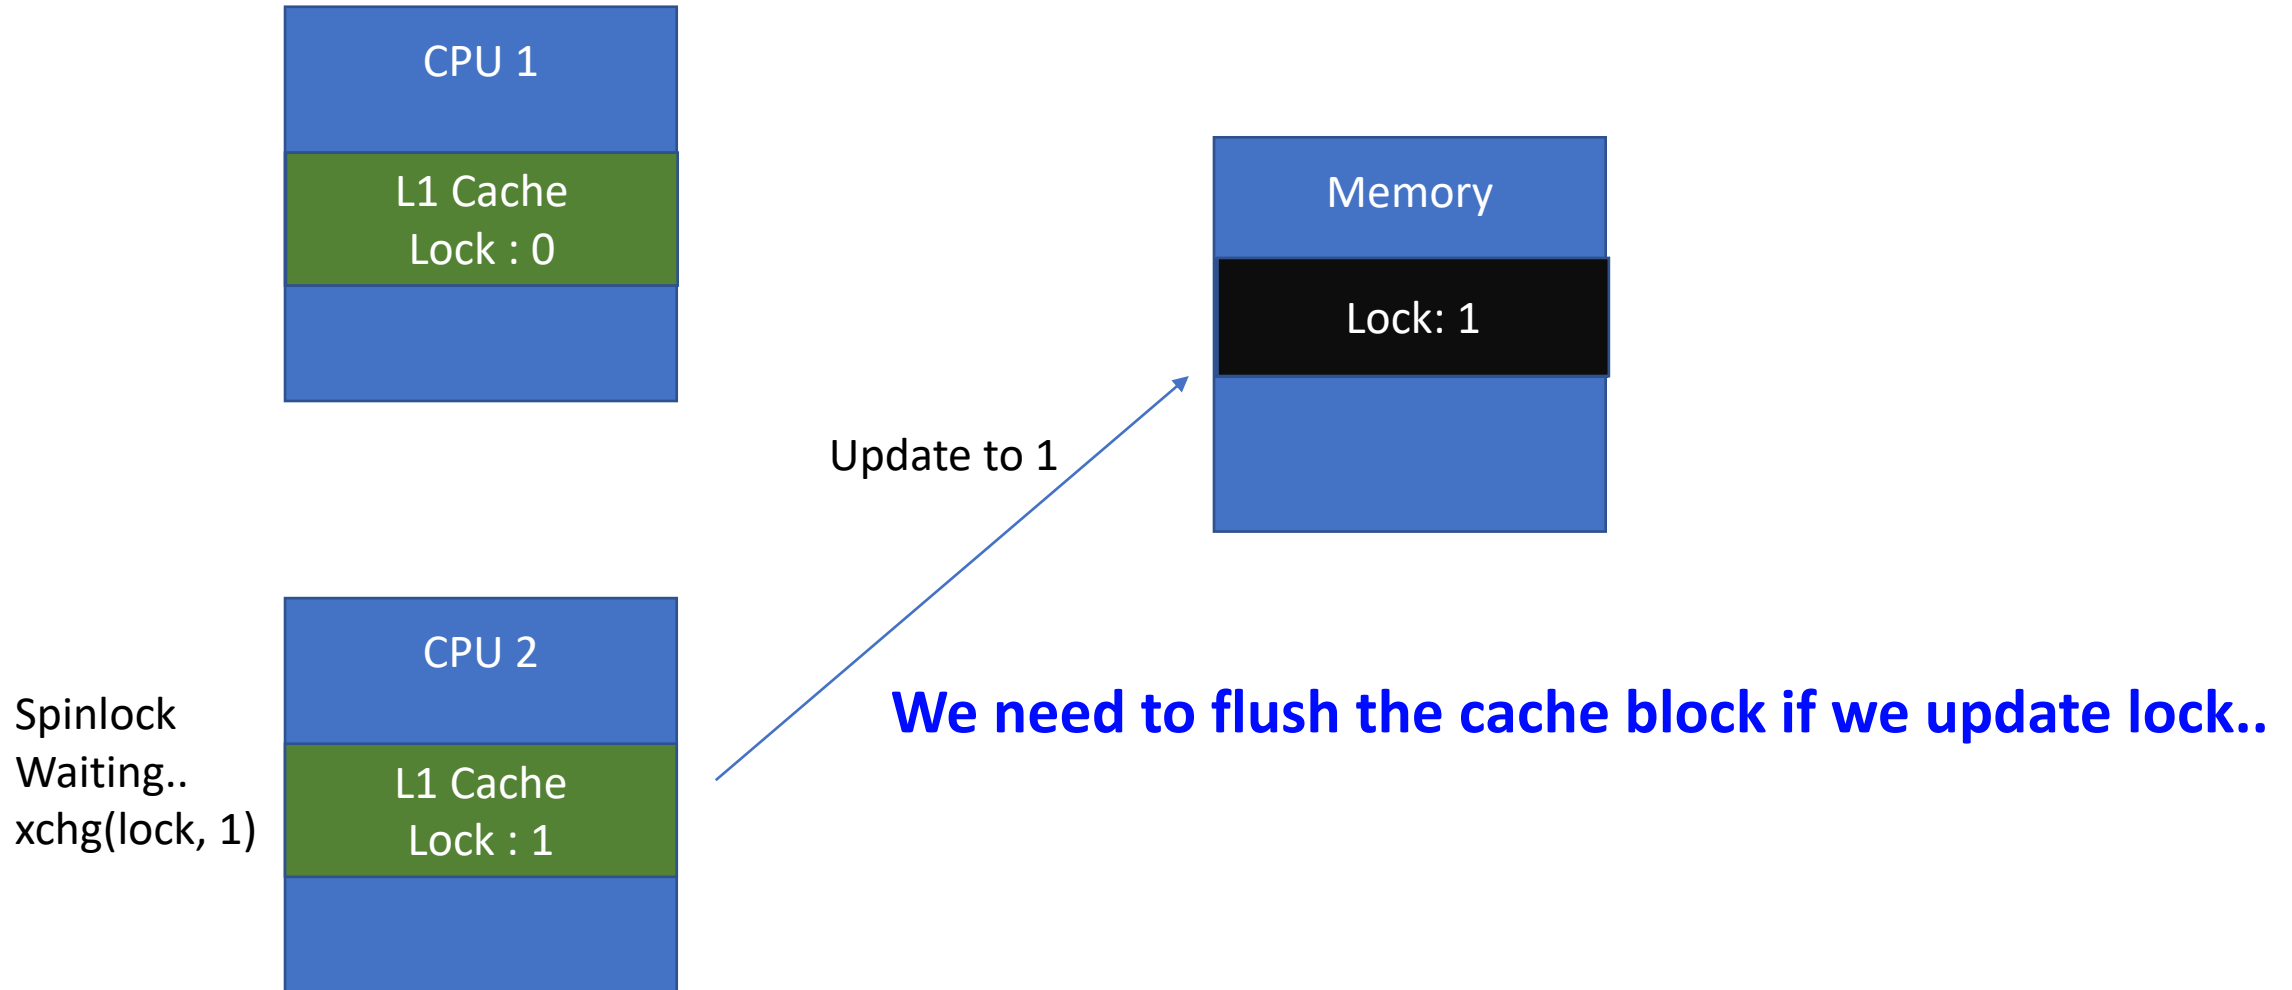 CPU 1
L1 Cache
Lock : 0
Memory
Lock: 1
Update to 1
CPU 2
L1 Cache
Lock : 1
Spinlock
Waiting..
xchg(lock, 1)
We need to flush the cache block if we update lock..